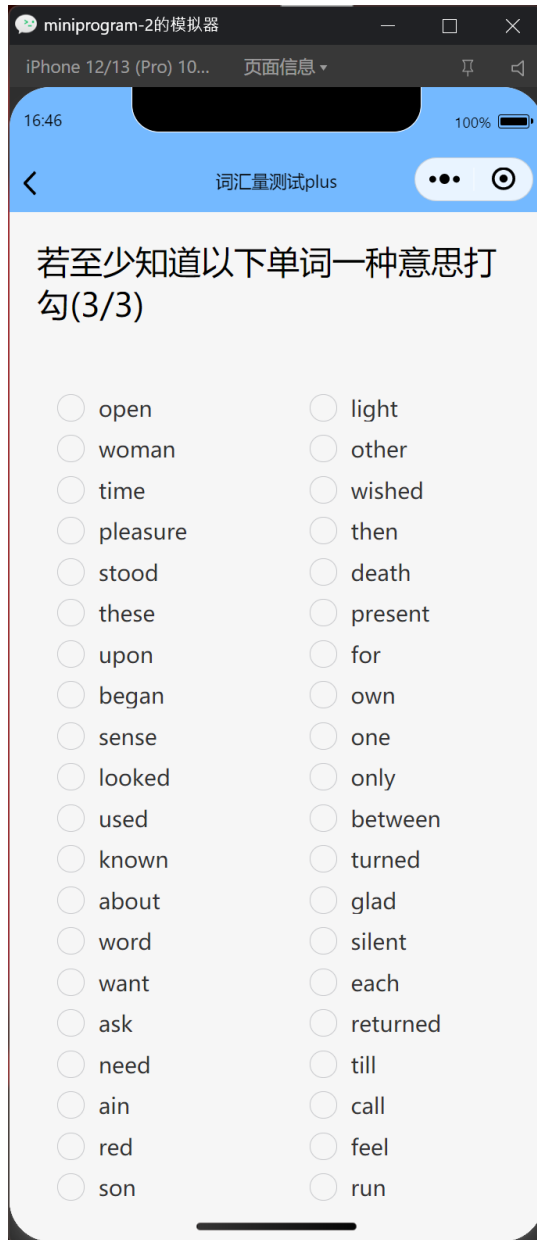 miniprogram-2的模拟器
iPhone 12/13 (Pro) 10... 页面信息
16:46 100%
词汇量测试plus
若至少知道以下单词一种意思打
勾(3/3)
open light
woman other
time wished
pleasure then
stood death
these present
upon for
began own
sense one
looked only
used between
known turned
about glad
word silent
want each
ask returned
need till
ain call
red feel
son run